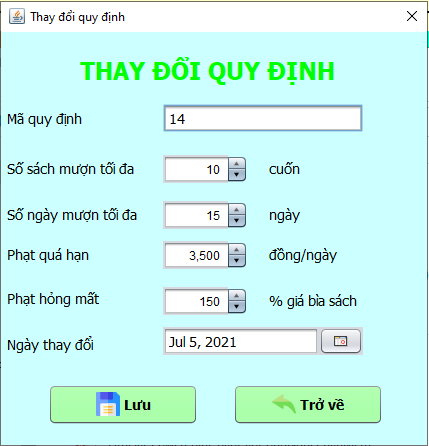 Thay đổi quy định
THAY ĐỔI QUY ĐỊNH
Mã quy định 14
Số sách mượn tối đa 10 cuốn
Số ngày mượn tối đa 15 ngày
Phạt quá hạn 3,500 đồng/ngày
Phạt hỏng mất 150 % giá bìa sách
Ngày thay đổi Jul 5, 2021
Lưu Trở về